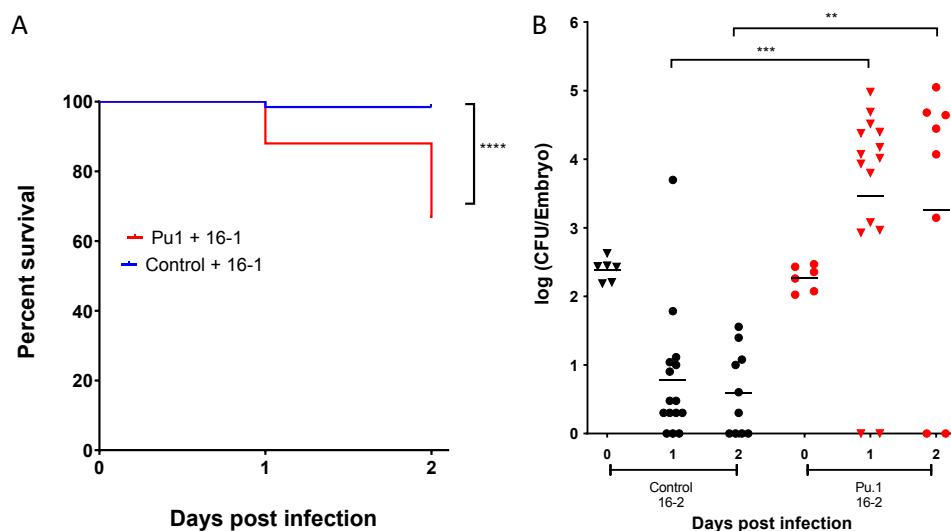 A
Percent survival
100
80
60
40
20
0
Pu1 + 16-1
Control + 16-1
****
0 1 2
Days post infection
B
log (CFU/Embryo)
6
5
4
3
2
1
0
**
***
0 1 2 0 1 2
Control Pu.1
16-2 16-2
Days post infection